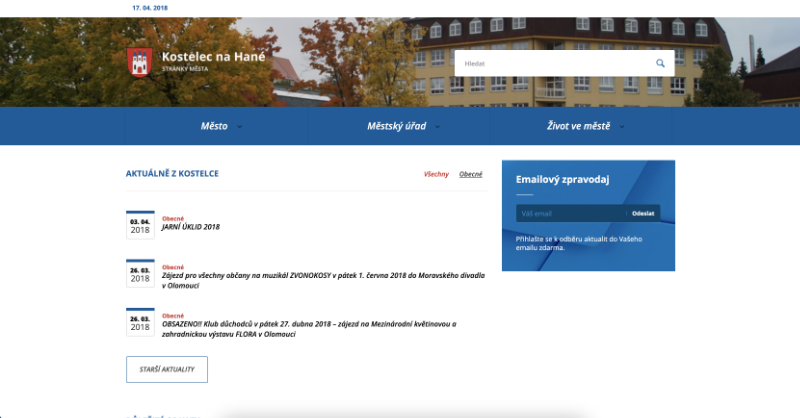 17. 04. 2018
Kostelec na Hané
STRÁNKY MĚSTA
Hledat
Město
Městský úřad
Život ve městě
AKTUÁLNĚ Z KOSTELCE
Všechny
Obecné
03. 04.
2018
Obecné
JARNÍ ÚKLID 2018
26. 03.
2018
Obecné
Zájezd pro všechny občany na muzikál ZVONOKOSY v pátek 1. června 2018 do Moravského divadla
v Olomouci
26. 03.
2018
Obecné
OBSAZENO!! Klub důchodců v pátek 27. dubna 2018 – zájezd na Mezinárodní květinovou a
zahradnickou výstavu FLORA v Olomouci
STARŠÍ AKTUALITY
Emailový zpravodaj
Váš email
Odeslat
Přihlašte se k odběru aktualit do Vašeho
emailu zdarma.